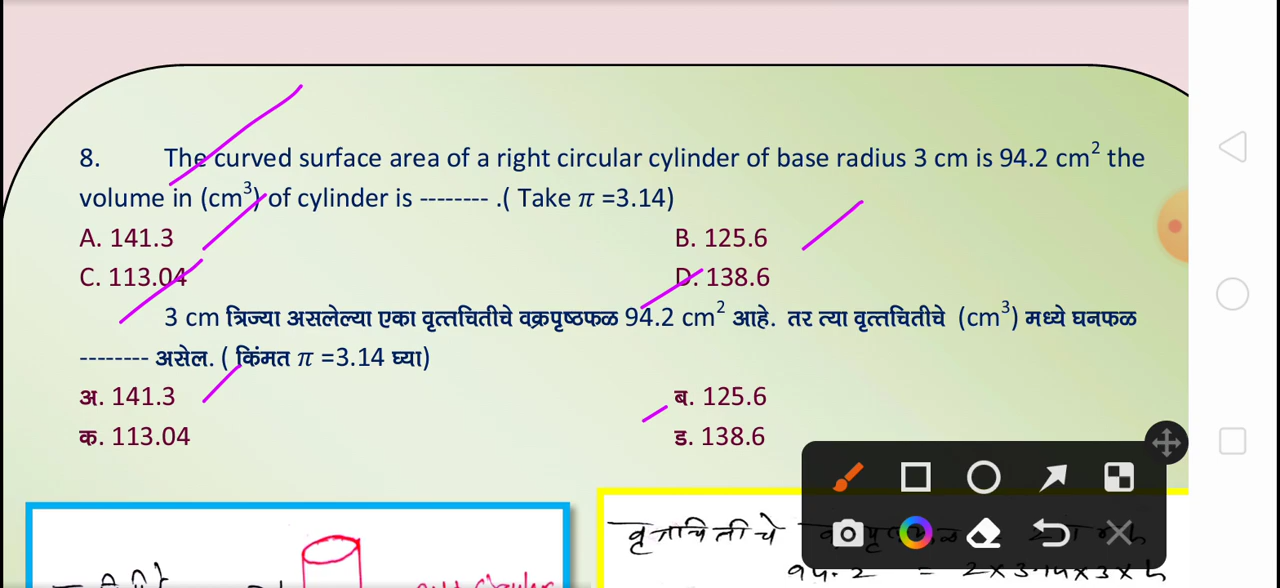 8. The curved surface area of a right circular cylinder of base radius 3 cm is 94.2 cm² the
volume in (cm³) of cylinder is -------- .( Take π =3.14)
A. 141.3 B. 125.6
C. 113.04 D. 138.6
3 cm त्रिज्या असलेल्या एका वृत्तचितीचे वक्रपृष्ठफळ 94.2 cm² आहे. तर त्या वृत्तचितीचे (cm³) मध्ये घनफळ
-------- असेल. ( किंमत π =3.14 घ्या)
अ. 141.3 ब. 125.6
क. 113.04 ड. 138.6
वृत्तचितीचे
94.2 = 2 × 3.14 × 3 × h